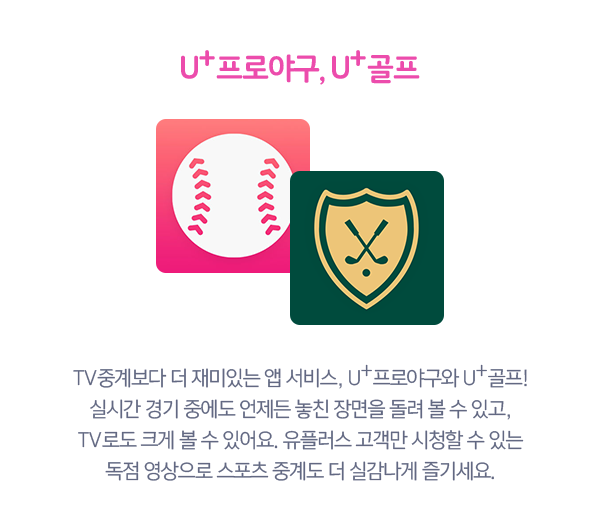 U⁺프로야구, U⁺골프
TV중계보다 더 재미있는 앱 서비스, U⁺프로야구와 U⁺골프!
실시간 경기 중에도 언제든 놓친 장면을 돌려 볼 수 있고,
TV로도 크게 볼 수 있어요. 유플러스 고객만 시청할 수 있는
독점 영상으로 스포츠 중계도 더 실감나게 즐기세요.